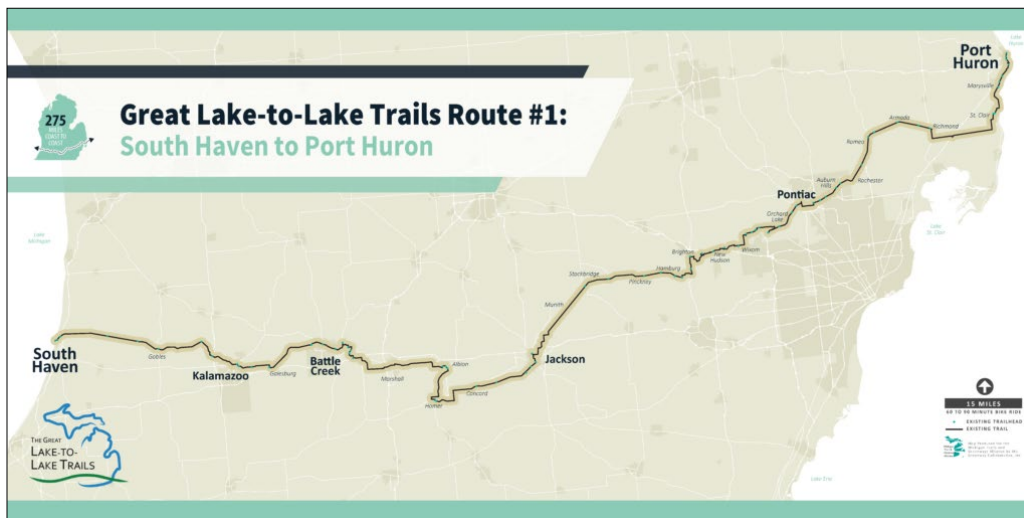 Great Lake-to-Lake Trails Route #1:
South Haven to Port Huron
275
MILES
COAST TO
COAST
Lake
Huron
Port
Huron
Marysville
St. Clair
Richmond
Armada
Romeo
Rochester
Auburn
Hills
Pontiac
Orchard
Lake
Wixom
New
Hudson
Brighton
Hamburg
Pinckney
Stockbridge
Munith
Jackson
Concord
Homer
Albion
Marshall
Battle
Creek
Galesburg
Kalamazoo
Gobles
South
Haven
Lake
Michigan
Lake
St. Clair
Lake Erie
THE GREAT
LAKE-TO-
LAKE TRAILS
15 MILES
60 TO 90 MINUTE BIKE RIDE
EXISTING TRAILHEAD
EXISTING TRAIL